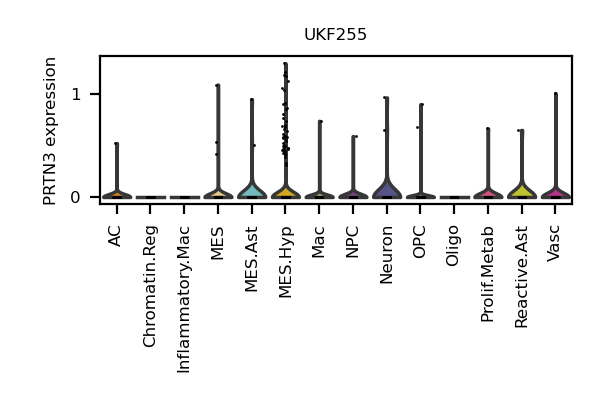 UKF255
PRTN3 expression
1
0
AC
Chromatin.Reg
Inflammatory.Mac
MES
MES.Ast
MES.Hyp
Mac
NPC
Neuron
OPC
Oligo
Prolif.Metab
Reactive.Ast
Vasc